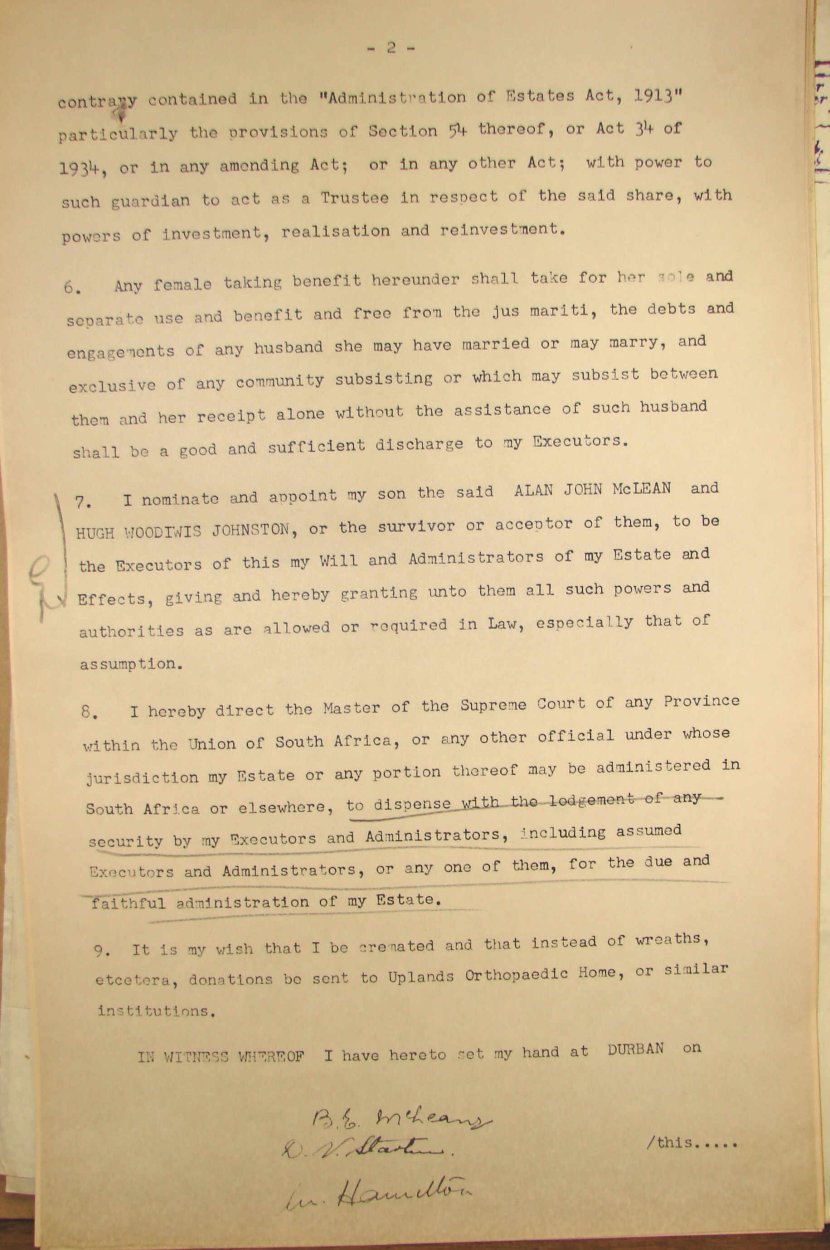 - 2 -
contrary contained in the "Administration of Estates Act, 1913"
particularly the provisions of Section 54 thereof, or Act 34 of
1934, or in any amending Act; or in any other Act; with power to
such guardian to act as a Trustee in respect of the said share, with
powers of investment, realisation and reinvestment.
6. Any female taking benefit hereunder shall take for her sole and
separate use and benefit and free from the jus mariti, the debts and
engagements of any husband she may have married or may marry, and
exclusive of any community subsisting or which may subsist between
them and her receipt alone without the assistance of such husband
shall be a good and sufficient discharge to my Executors.
7. I nominate and appoint my son the said ALAN JOHN McLEAN and
HUGH WOODIWIS JOHNSTON, or the survivor or acceptor of them, to be
the Executors of this my Will and Administrators of my Estate and
Effects, giving and hereby granting unto them all such powers and
authorities as are allowed or required in Law, especially that of
assumption.
8. I hereby direct the Master of the Supreme Court of any Province
within the Union of South Africa, or any other official under whose
jurisdiction my Estate or any portion thereof may be administered in
South Africa or elsewhere, to dispense with the lodgement of any
security by my Executors and Administrators, including assumed
Executors and Administrators, or any one of them, for the due and
faithful administration of my Estate.
9. It is my wish that I be cremated and that instead of wreaths,
etcetera, donations be sent to Uplands Orthopaedic Home, or similar
institutions.
IN WITNESS WHEREOF I have hereto set my hand at DURBAN on
B. E. McLean
/this.....
D. V.
M. Hamilton